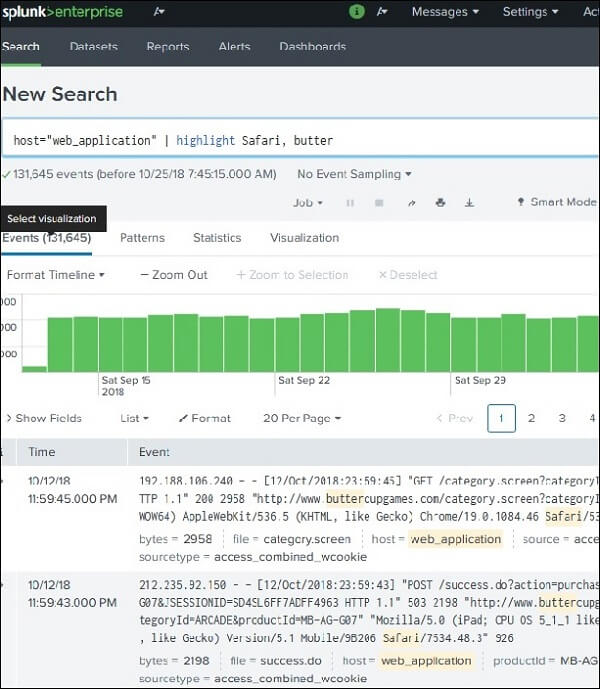 splunk>enterprise A Messages Settings
Search Datasets Reports Alerts Dashboards
New Search
host="web_application" | highlight Safari, butter
131,645 events (before 10/25/18 7:45:15.000 AM) No Event Sampling
Job Smart Mode
Select visualization
Events (131,645) Patterns Statistics Visualization
Format Timeline – Zoom Out + Zoom to Selection × Deselect
Sat Sep 15 Sat Sep 22 Sat Sep 29
2018
> Show Fields List Format 20 Per Page < Prev 1 2 3 4
i Time Event
10/12/18 192.188.106.240 - - [12/Oct/2018:23:59:45] "GET /category.screen?categoryI
11:59:45.000 PM TTP 1.1" 200 2958 "http://www.buttercupgames.com/category.screen?categoryI
WOW64) AppleWebKit/536.5 (KHTML, like Gecko) Chrome/19.0.1084.46 Safari/53
bytes = 2958 file = category.screen host = web_application source = acce
sourcetype = access_combined_wcookie
10/12/18 212.235.92.150 - - [12/Oct/2018:23:59:43] "POST /success.do?action=purchas
11:59:43.000 PM G07&JSESSIONID=SD4SL6FF7ADFF4963 HTTP 1.1" 503 2198 "http://www.buttercupg
tegoryId=ARCADE&productId=MB-AG-G07" "Mozilla/5.0 (iPad; CPU OS 5_1_1 like
, like Gecko) Version/5.1 Mobile/9B206 Safari/7534.48.3" 926
bytes = 2198 file = success.do host = web_application productId = MB-AG
sourcetype = access_combined_wcookie